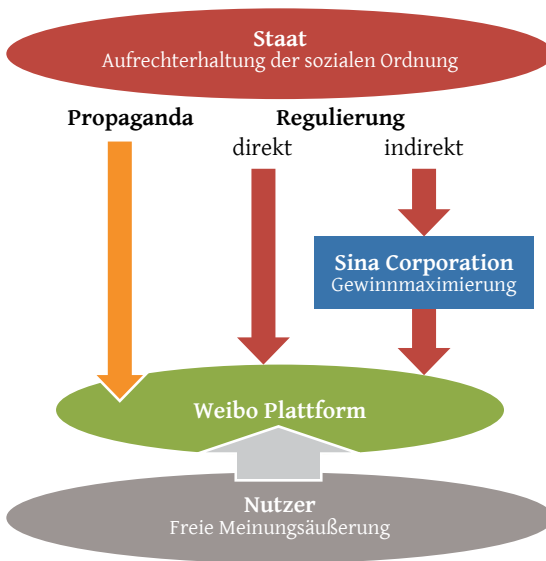 Staat
Aufrechterhaltung der sozialen Ordnung
Propaganda
Regulierung
direkt
indirekt
Sina Corporation
Gewinnmaximierung
Weibo Plattform
Nutzer
Freie Meinungsäußerung